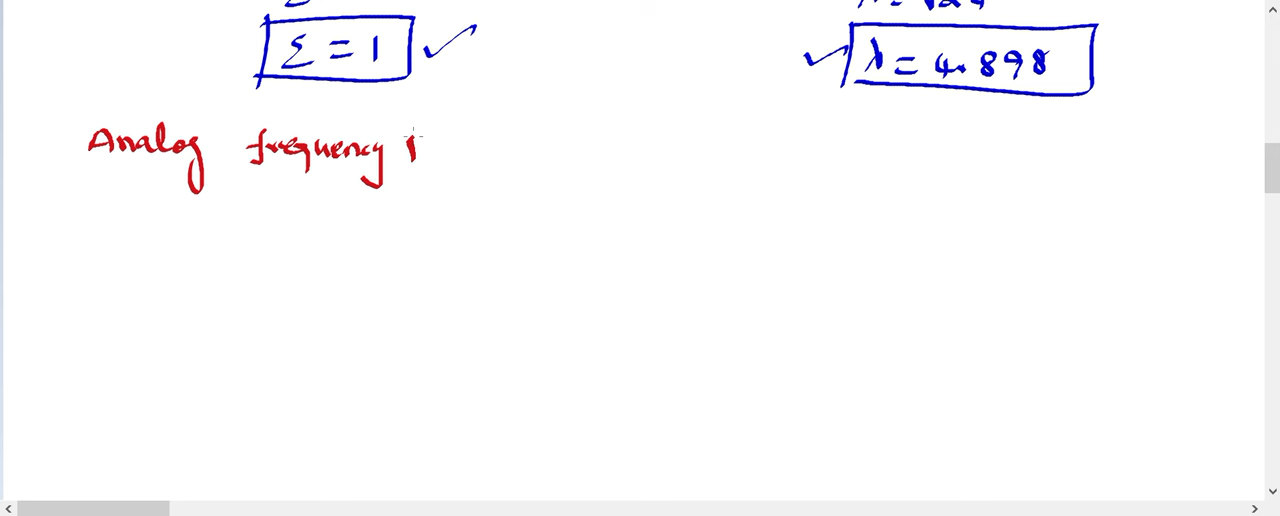 Σ = 1 ✓
✓ λ = 4.898
Analog frequency